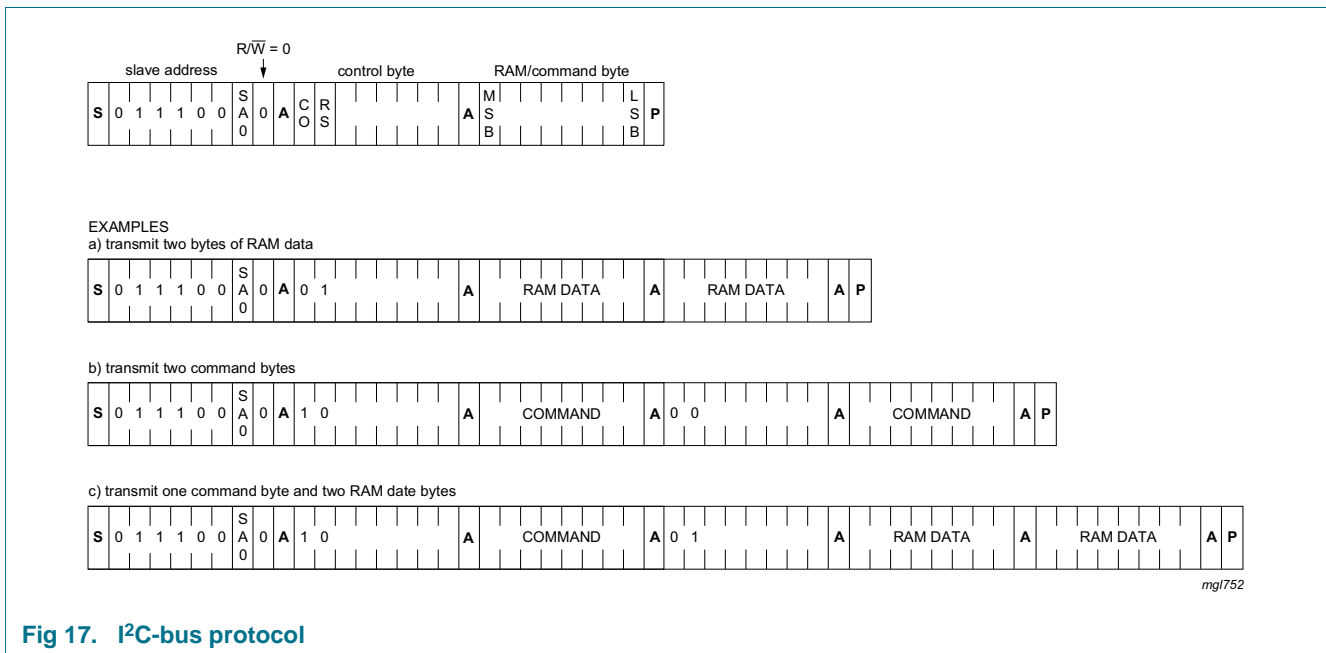 R/W̅ = 0
slave address control byte RAM/command byte
S 0 1 1 1 0 0 SA0 0 A CO RS A MSB LSB P
EXAMPLES
a) transmit two bytes of RAM data
S 0 1 1 1 0 0 SA0 0 A 0 1 A RAM DATA A RAM DATA A P
b) transmit two command bytes
S 0 1 1 1 0 0 SA0 0 A 1 0 A COMMAND A 0 0 A COMMAND A P
c) transmit one command byte and two RAM date bytes
S 0 1 1 1 0 0 SA0 0 A 1 0 A COMMAND A 0 1 A RAM DATA A RAM DATA A P
mgl752
Fig 17. I²C-bus protocol